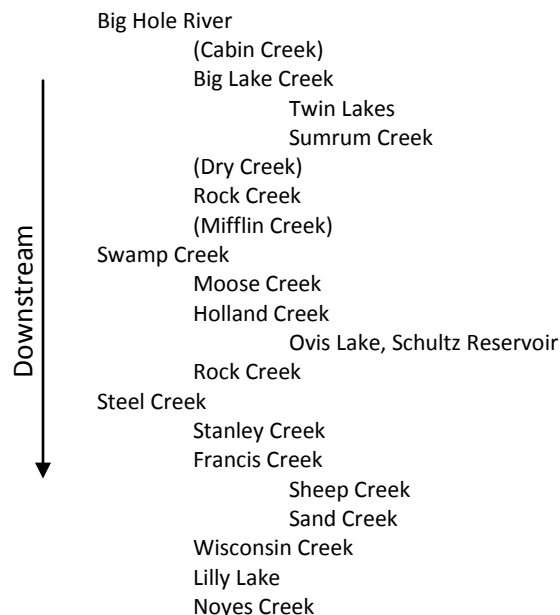 Big Hole River
(Cabin Creek)
Big Lake Creek
Twin Lakes
Sumrum Creek
(Dry Creek)
Rock Creek
(Mifflin Creek)
Swamp Creek
Moose Creek
Holland Creek
Ovis Lake, Schultz Reservoir
Rock Creek
Steel Creek
Stanley Creek
Francis Creek
Sheep Creek
Sand Creek
Wisconsin Creek
Lilly Lake
Noyes Creek
Downstream